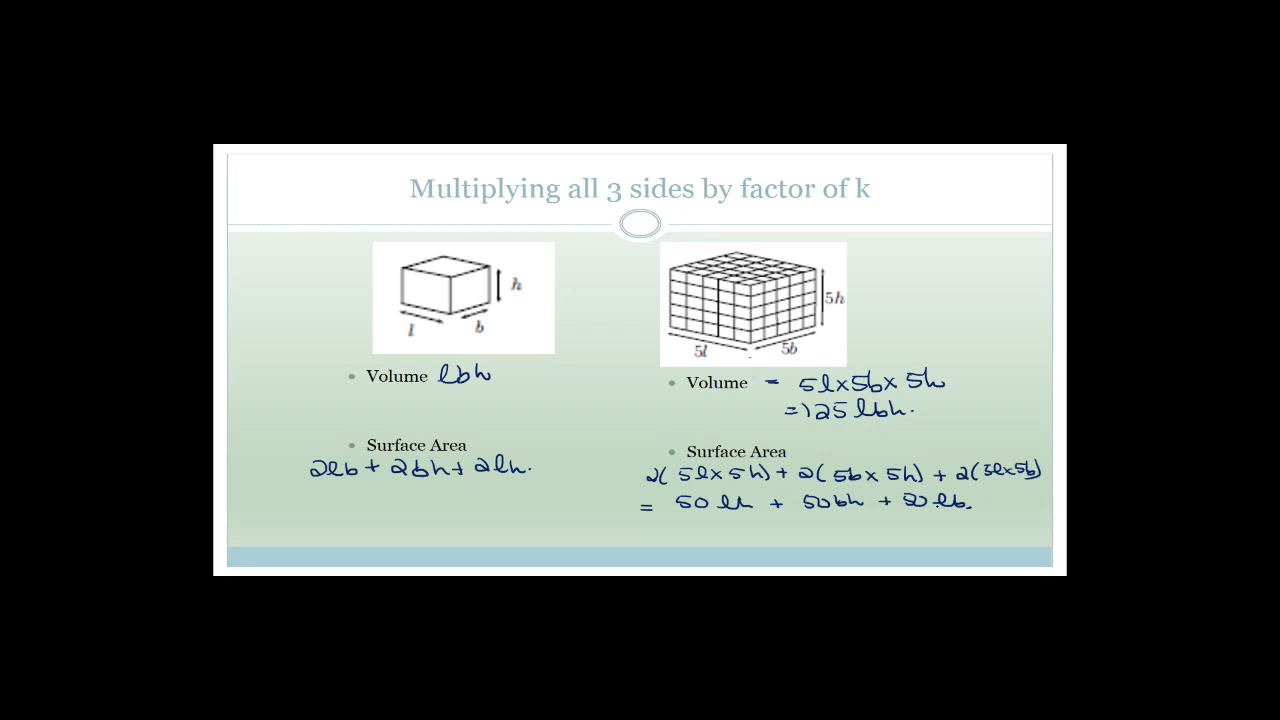 Multiplying all 3 sides by factor of k
h
l
b
5h
5l
5b
• Volume lbh
• Volume = 5l×5b×5h
=125 lbh.
• Surface Area
2lb + 2bh + 2lh.
• Surface Area
2( 5l×5h) + 2( 5b×5h) + 2(5l×5b)
= 50 lh + 50bh + 50 lb.